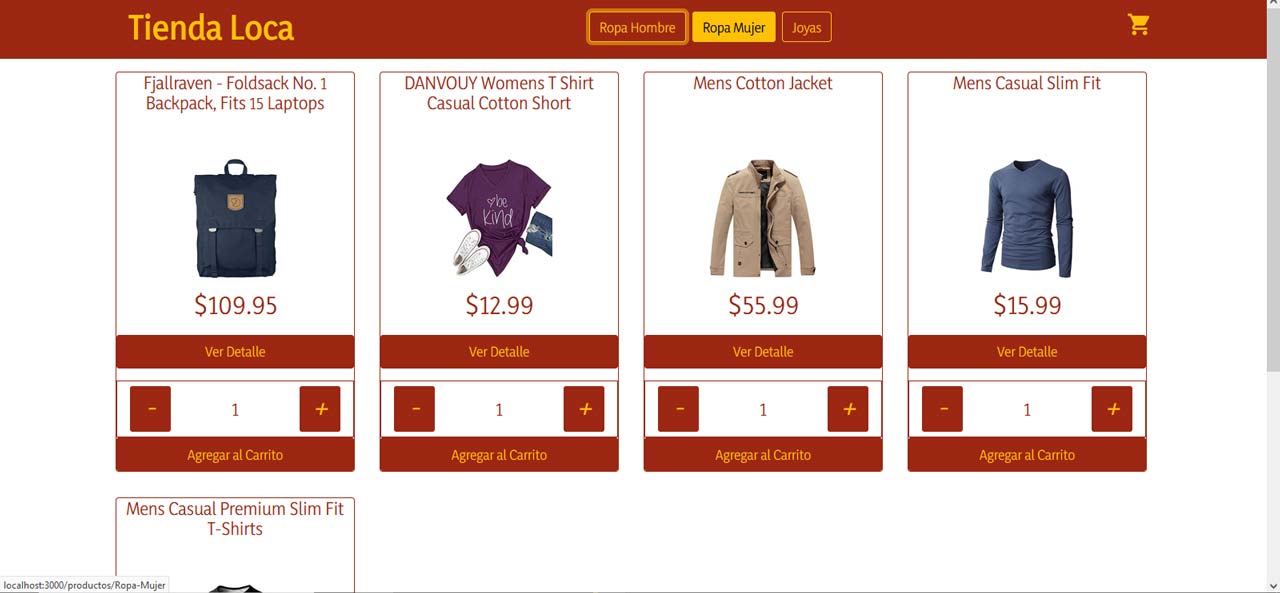 Tienda Loca
Ropa Hombre
Ropa Mujer
Joyas
Fjallraven - Foldsack No. 1
Backpack, Fits 15 Laptops
$109.95
Ver Detalle
-
1
+
Agregar al Carrito
DANVOUY Womens T Shirt
Casual Cotton Short
be
kind
$12.99
Ver Detalle
-
1
+
Agregar al Carrito
Mens Cotton Jacket
$55.99
Ver Detalle
-
1
+
Agregar al Carrito
Mens Casual Slim Fit
$15.99
Ver Detalle
-
1
+
Agregar al Carrito
Mens Casual Premium Slim Fit
T-Shirts
localhost:3000/productos/Ropa-Mujer